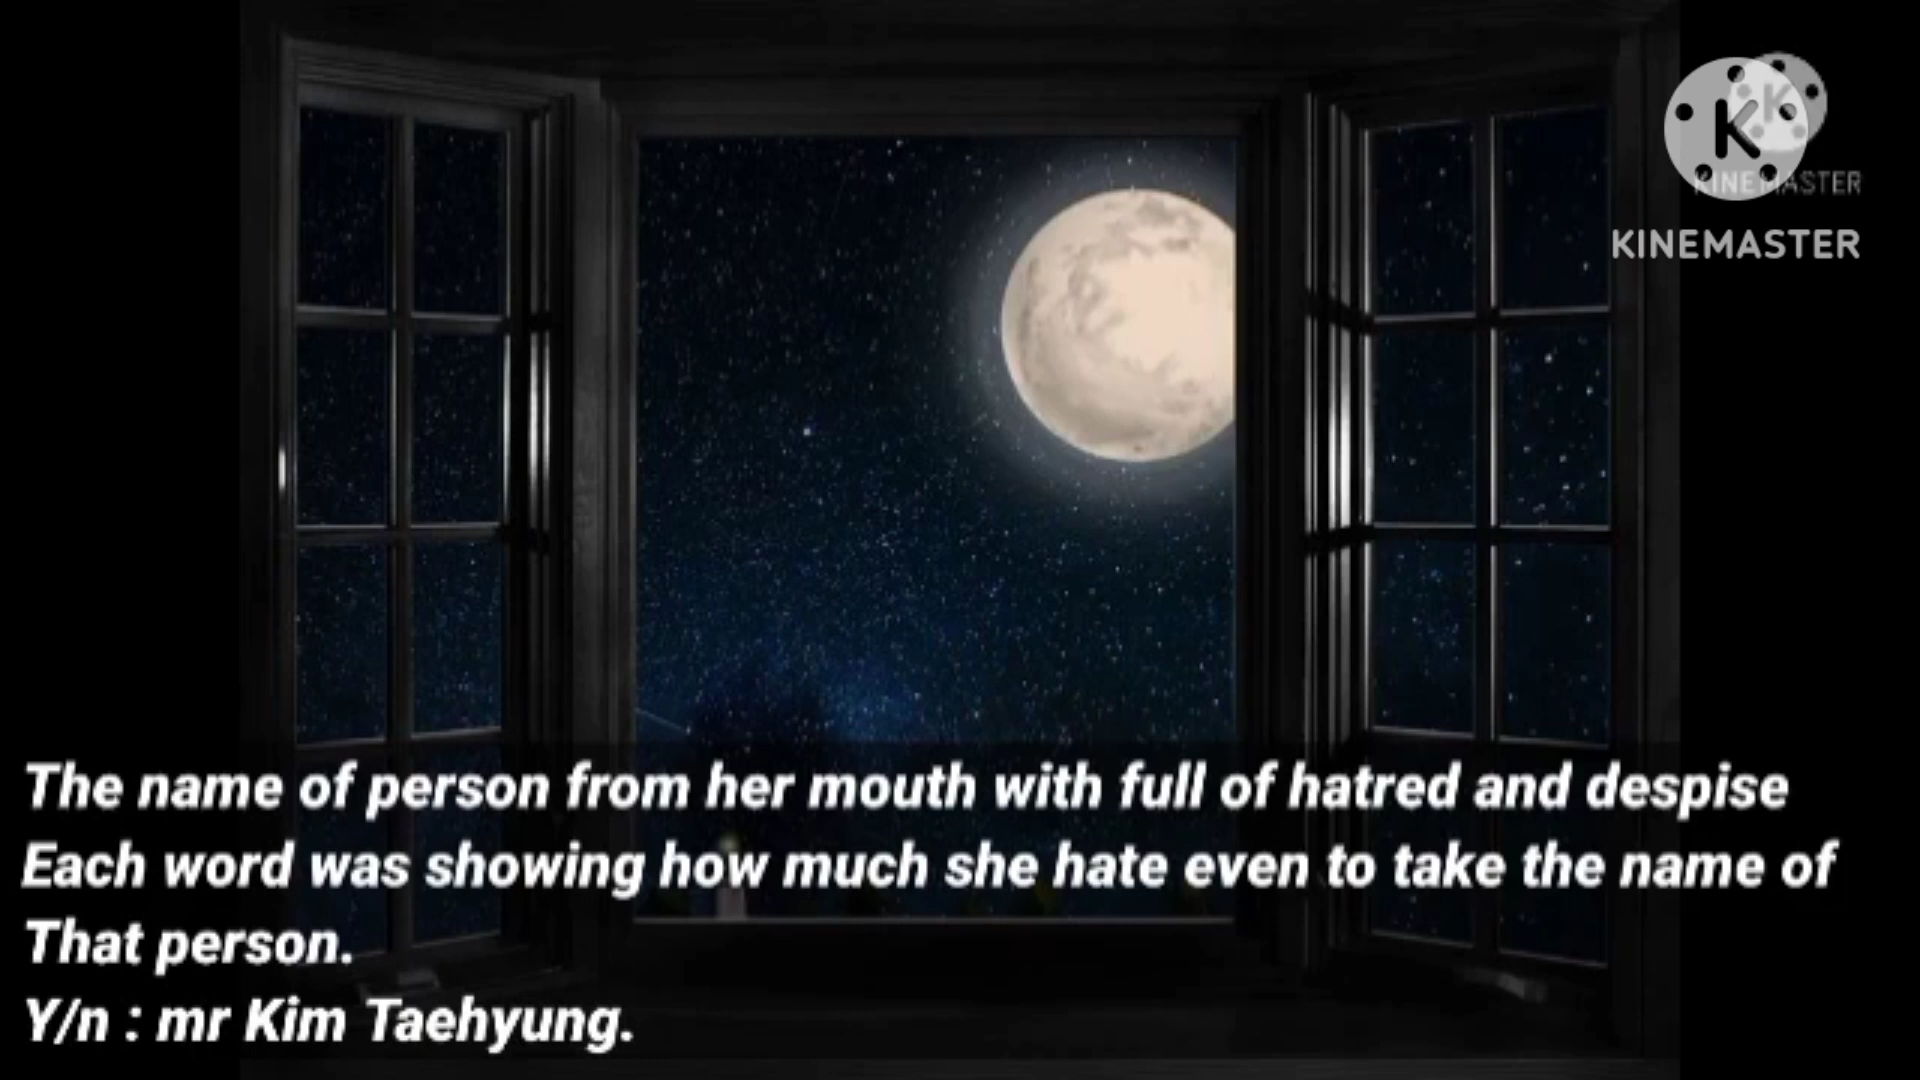 K
K
KINEMASTER
KINEMASTER
The name of person from her mouth with full of hatred and despise
Each word was showing how much she hate even to take the name of
That person.
Y/n : mr Kim Taehyung.